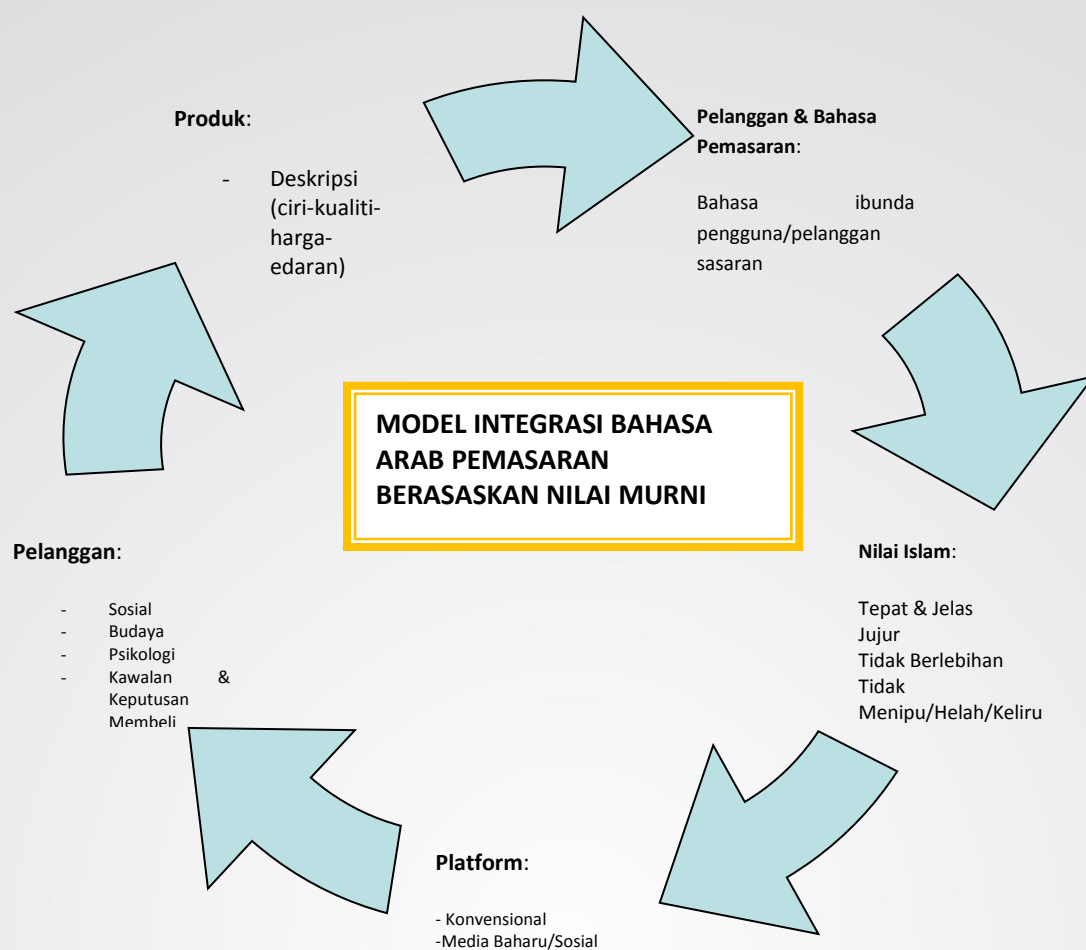 Produk:
- Deskripsi
(ciri-kualiti-
harga-
edaran)
Pelanggan & Bahasa
Pemasaran:
Bahasa ibunda
pengguna/pelanggan
sasaran
MODEL INTEGRASI BAHASA
ARAB PEMASARAN
BERASASKAN NILAI MURNI
Nilai Islam:
Tepat & Jelas
Jujur
Tidak Berlebihan
Tidak
Menipu/Helah/Keliru
Platform:
- Konvensional
-Media Baharu/Sosial
Pelanggan:
- Sosial
- Budaya
- Psikologi
- Kawalan &
Keputusan
Membeli